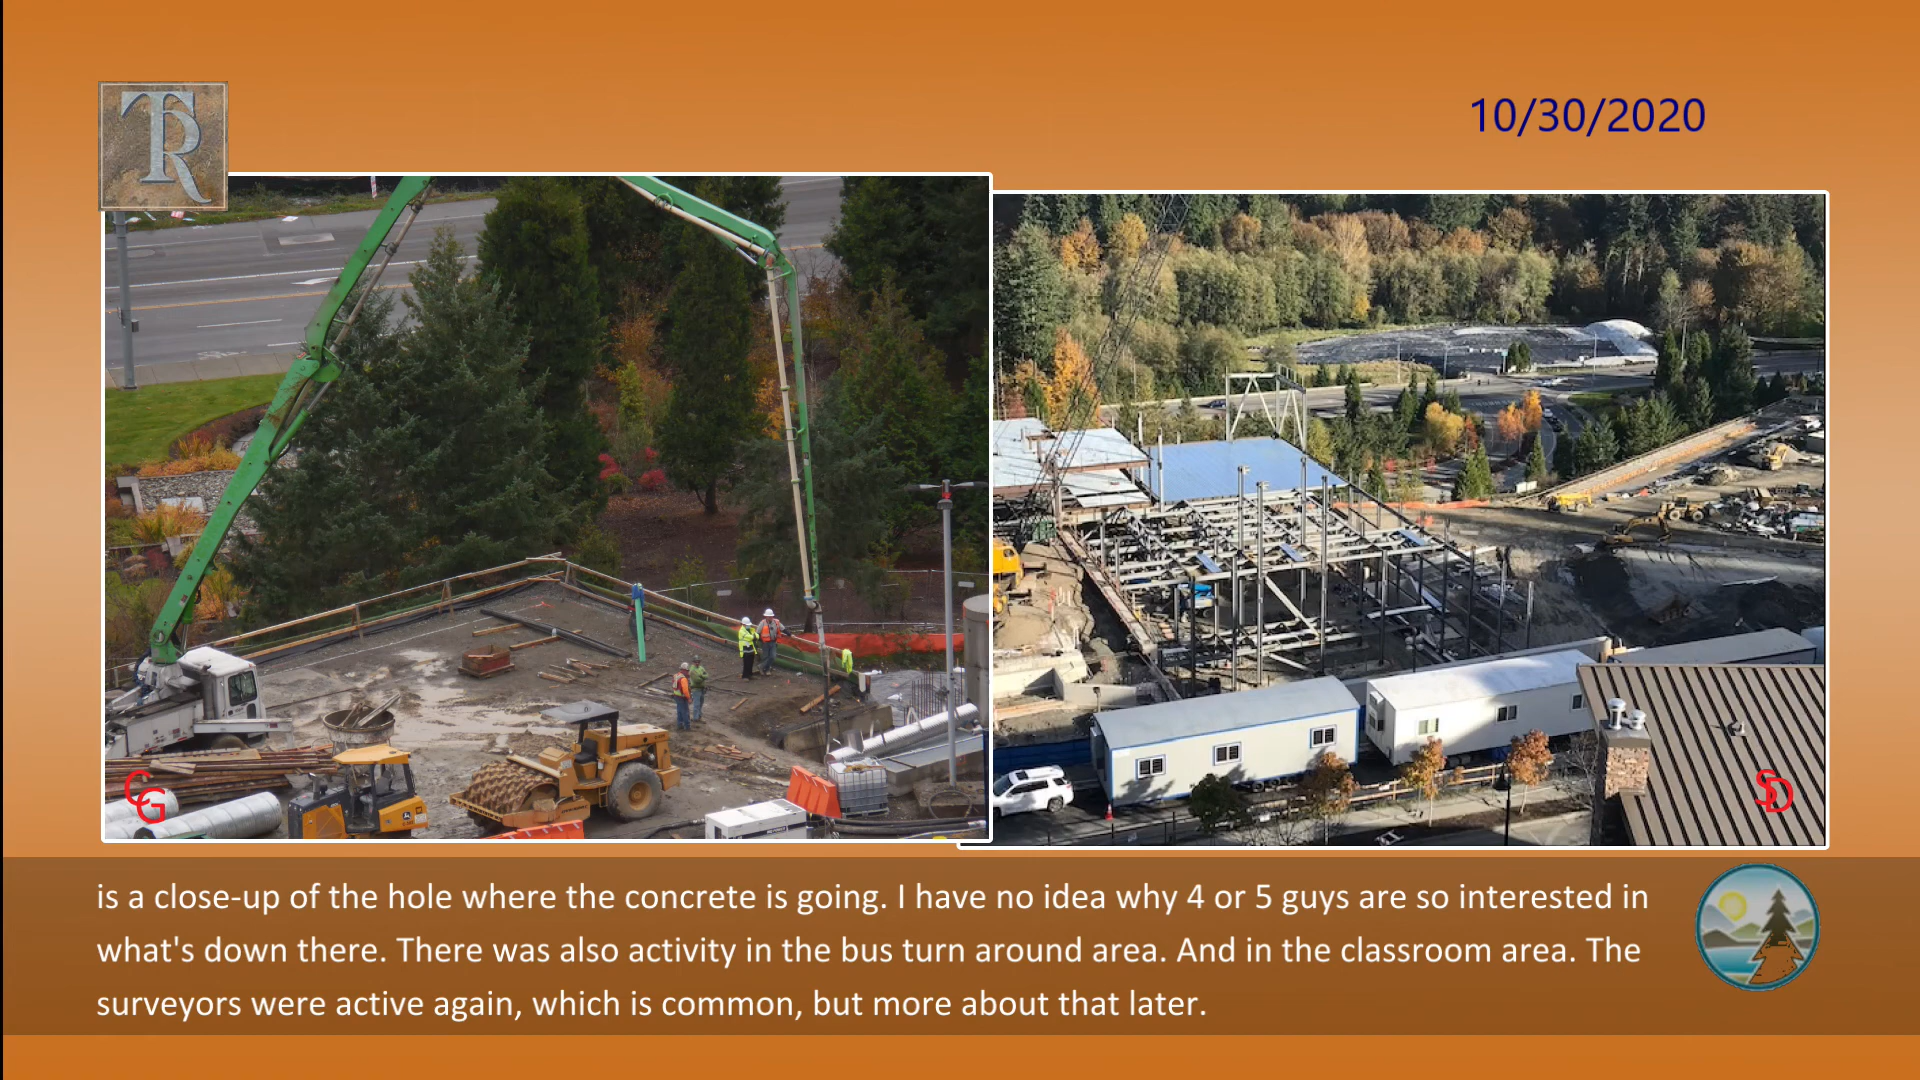 TR
10/30/2020
CG
SD
is a close-up of the hole where the concrete is going. I have no idea why 4 or 5 guys are so interested in
what's down there. There was also activity in the bus turn around area. And in the classroom area. The
surveyors were active again, which is common, but more about that later.